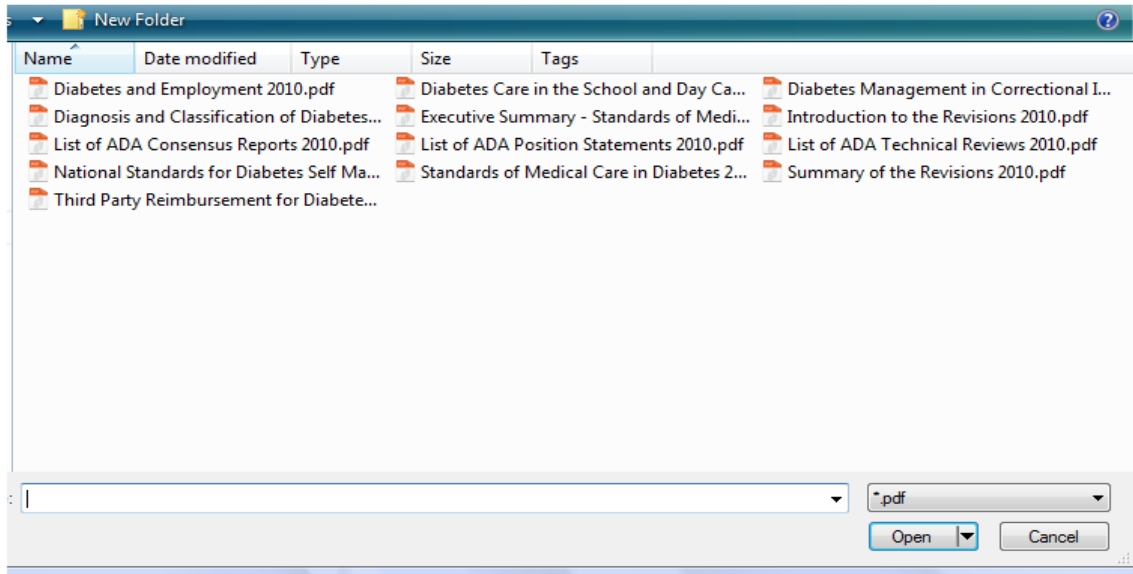 s New Folder
Name Date modified Type Size Tags
Diabetes and Employment 2010.pdf Diabetes Care in the School and Day Ca... Diabetes Management in Correctional I...
Diagnosis and Classification of Diabetes... Executive Summary - Standards of Medi... Introduction to the Revisions 2010.pdf
List of ADA Consensus Reports 2010.pdf List of ADA Position Statements 2010.pdf List of ADA Technical Reviews 2010.pdf
National Standards for Diabetes Self Ma... Standards of Medical Care in Diabetes 2... Summary of the Revisions 2010.pdf
Third Party Reimbursement for Diabete...
: *.pdf
Open Cancel